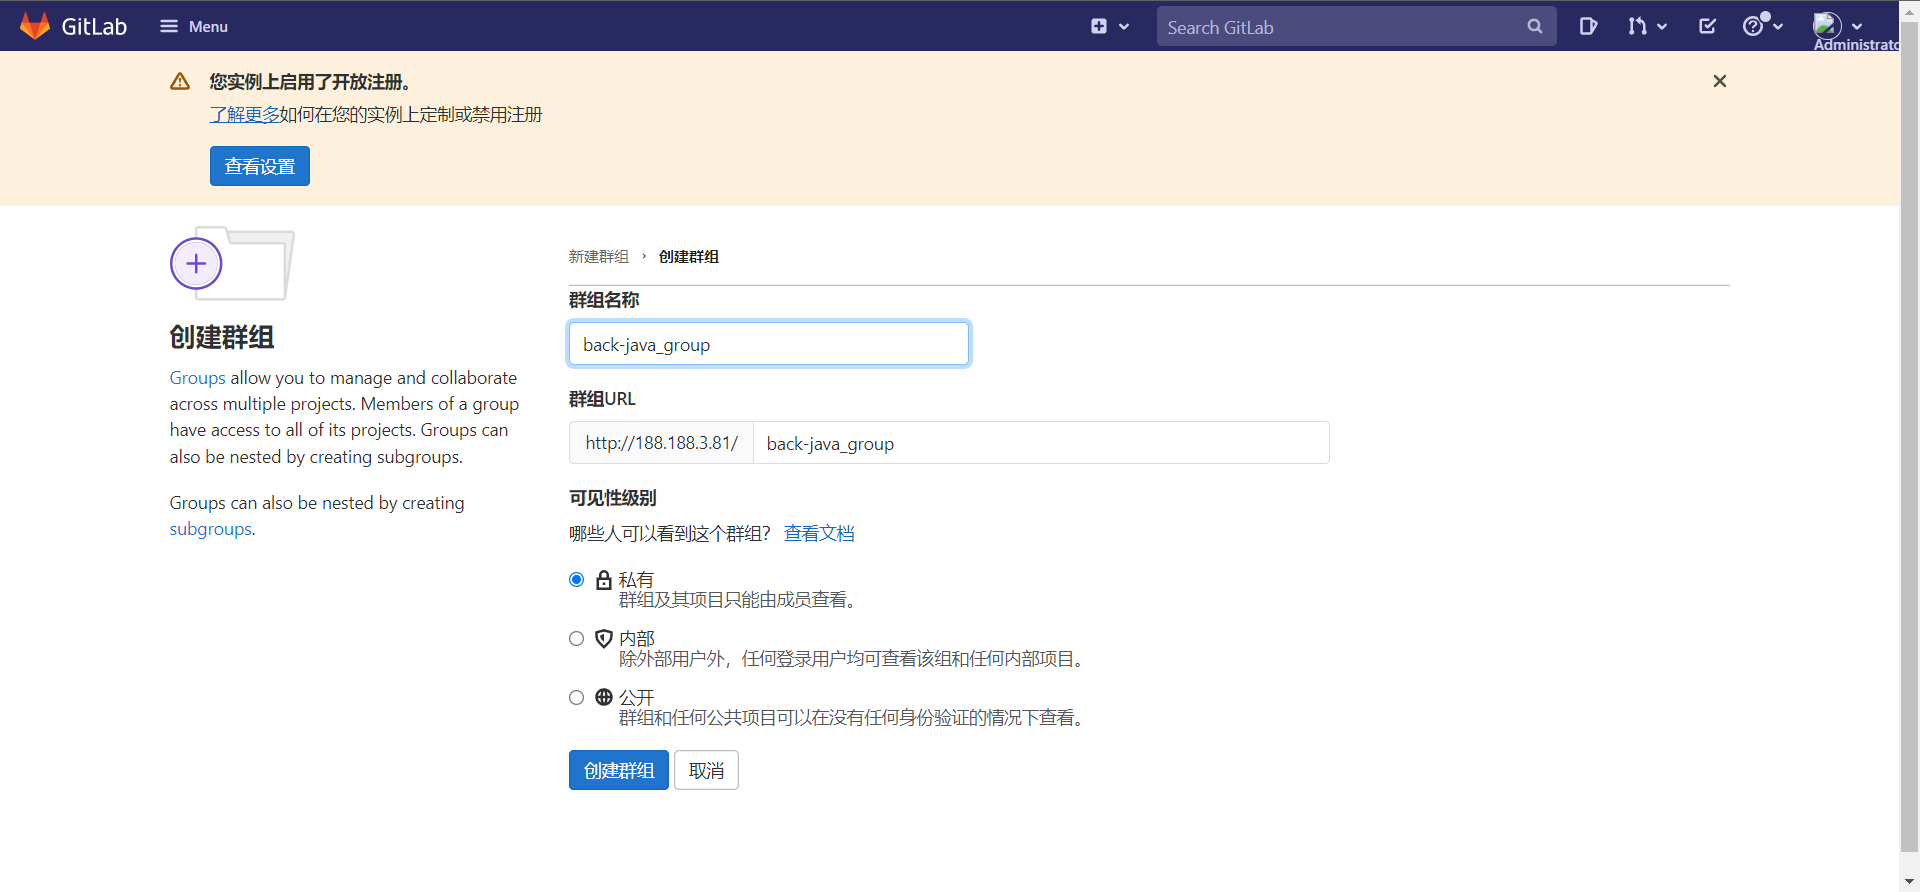 GitLab
Menu
Search GitLab
Administrato
您实例上启用了开放注册。
了解更多如何在您的实例上定制或禁用注册
查看设置
新建群组 › 创建群组
创建群组
Groups allow you to manage and collaborate
across multiple projects. Members of a group
have access to all of its projects. Groups can
also be nested by creating subgroups.
Groups can also be nested by creating
subgroups.
群组名称
back-java_group
群组URL
http://188.188.3.81/ back-java_group
可见性级别
哪些人可以看到这个群组？ 查看文档
私有
群组及其项目只能由成员查看。
内部
除外部用户外，任何登录用户均可查看该组和任何内部项目。
公开
群组和任何公共项目可以在没有任何身份验证的情况下查看。
创建群组 取消